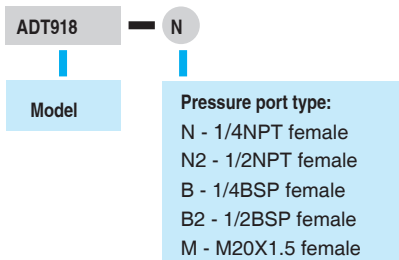 ADT918 — N
Model
Pressure port type:
N - 1/4NPT female
N2 - 1/2NPT female
B - 1/4BSP female
B2 - 1/2BSP female
M - M20X1.5 female